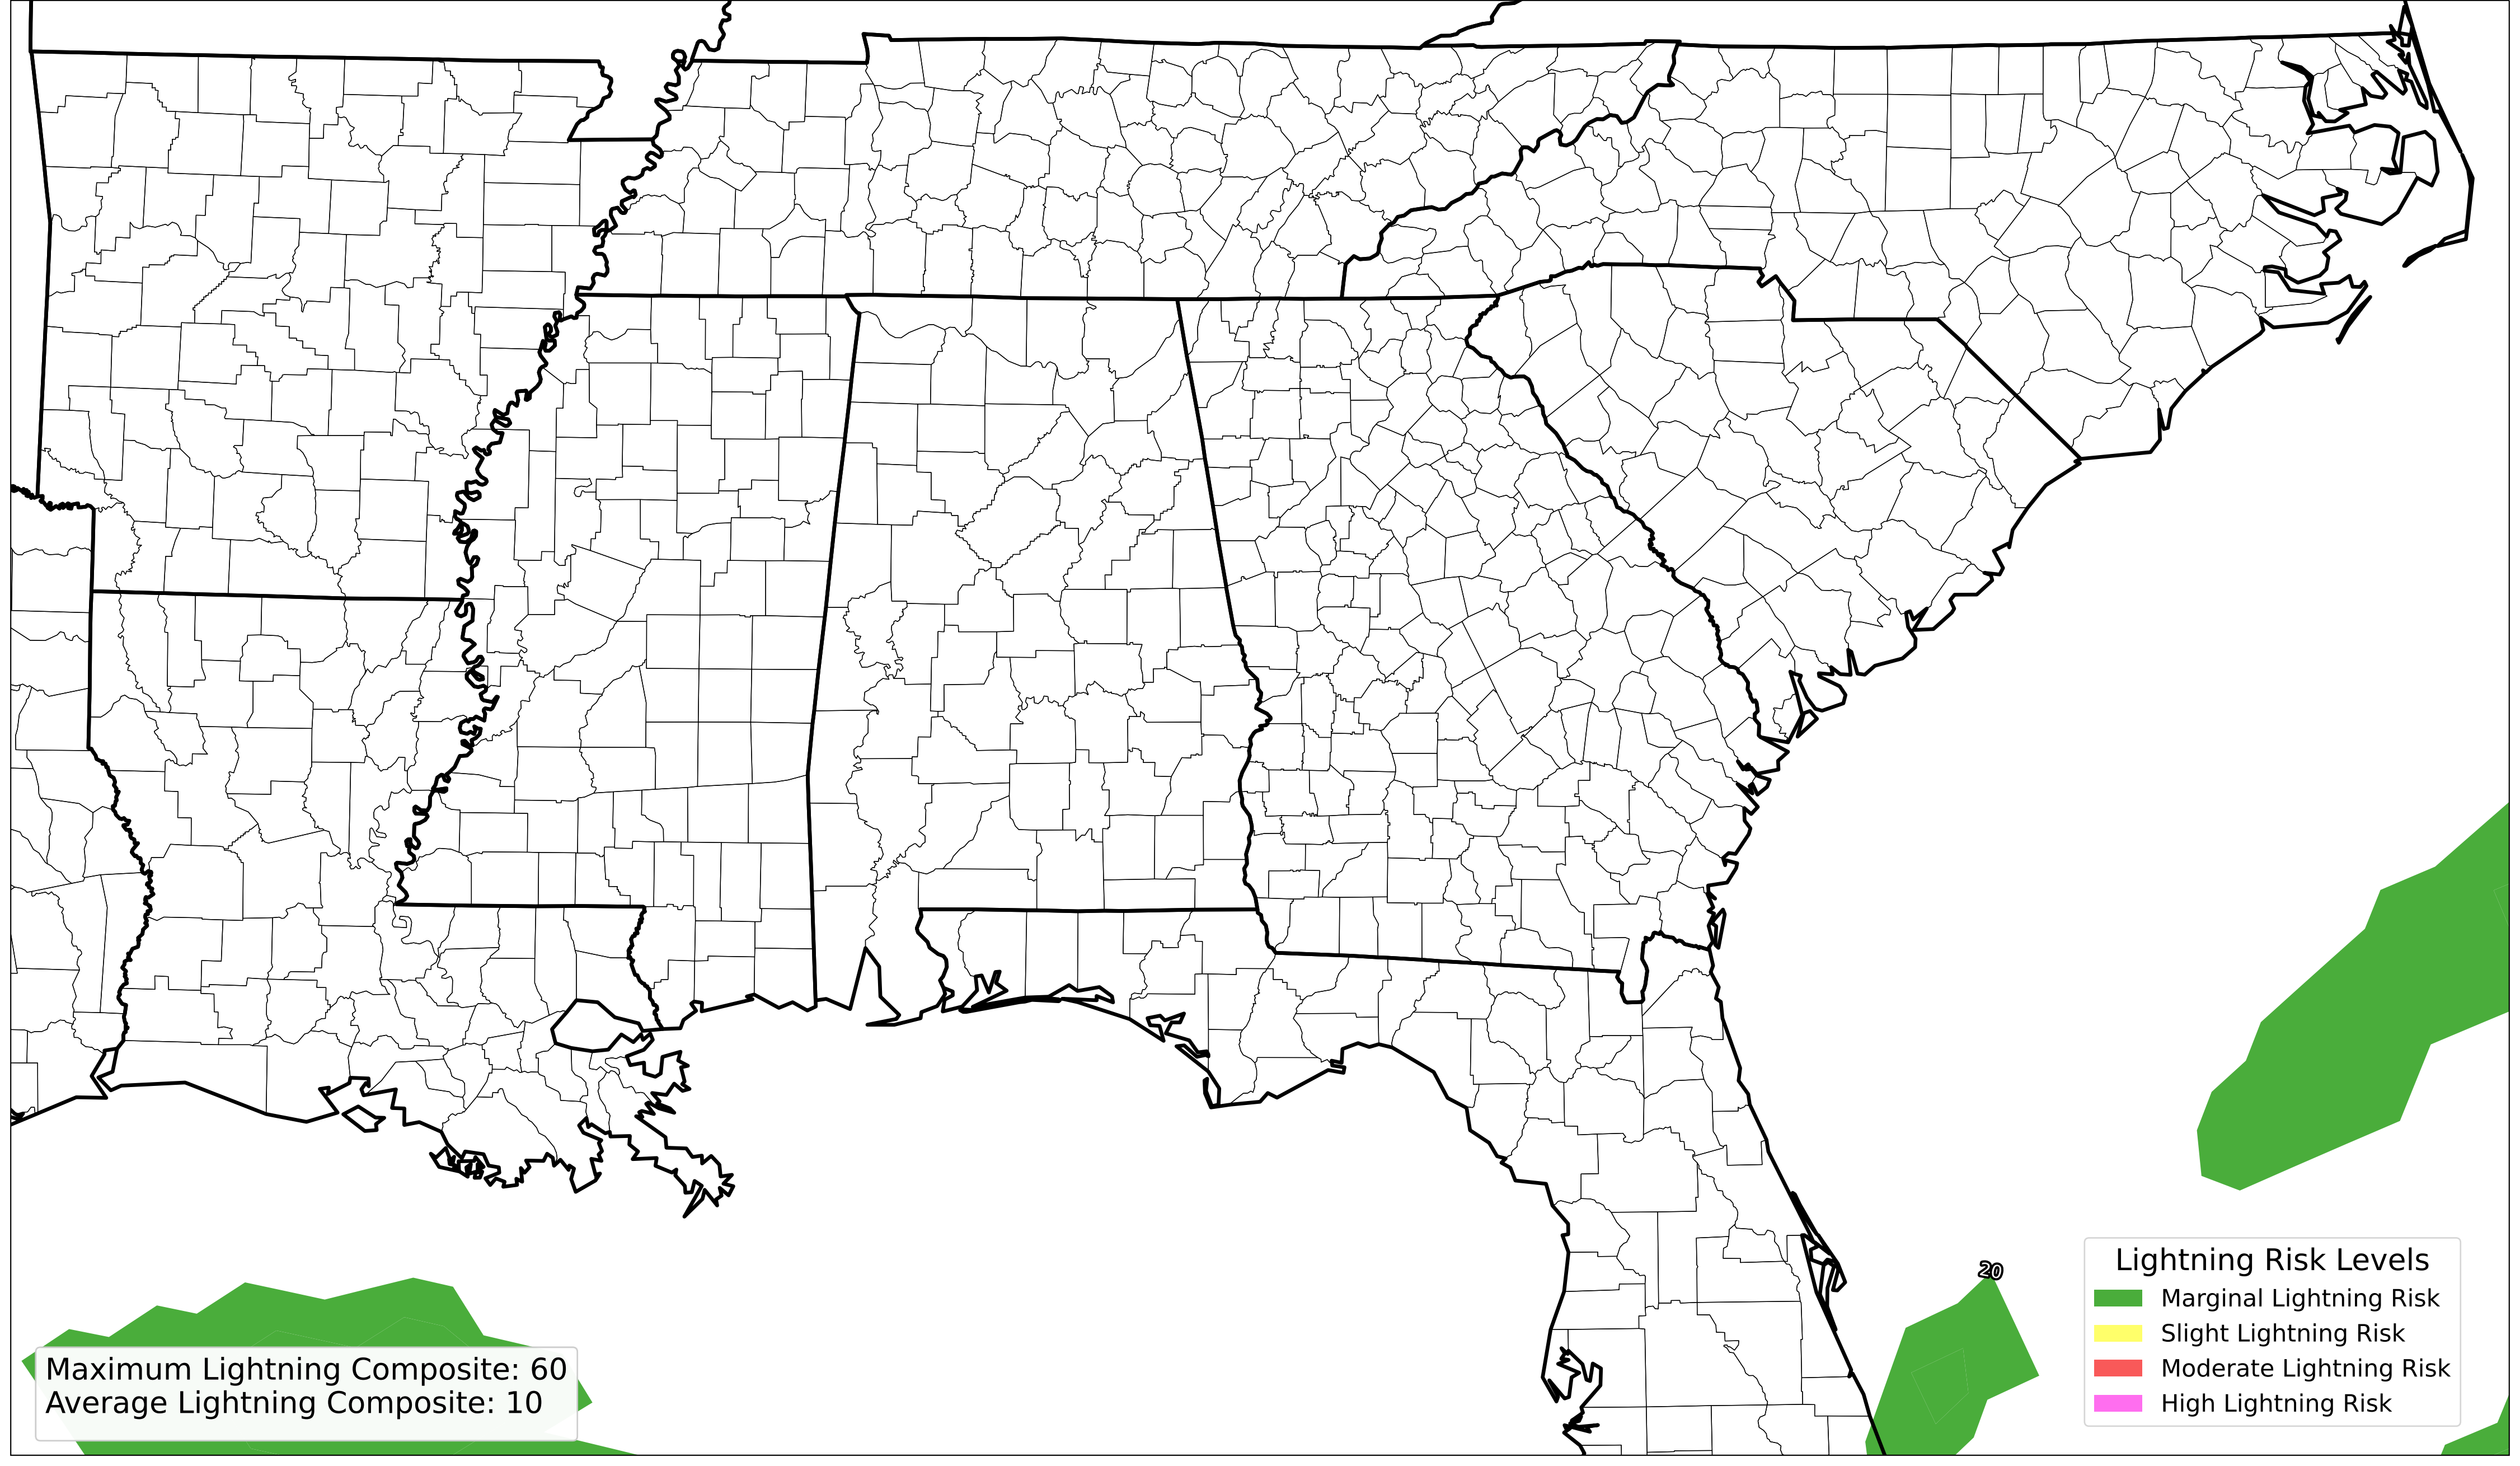 20
Lightning Risk Levels
Marginal Lightning Risk
Slight Lightning Risk
Moderate Lightning Risk
High Lightning Risk
Maximum Lightning Composite: 60
Average Lightning Composite: 10